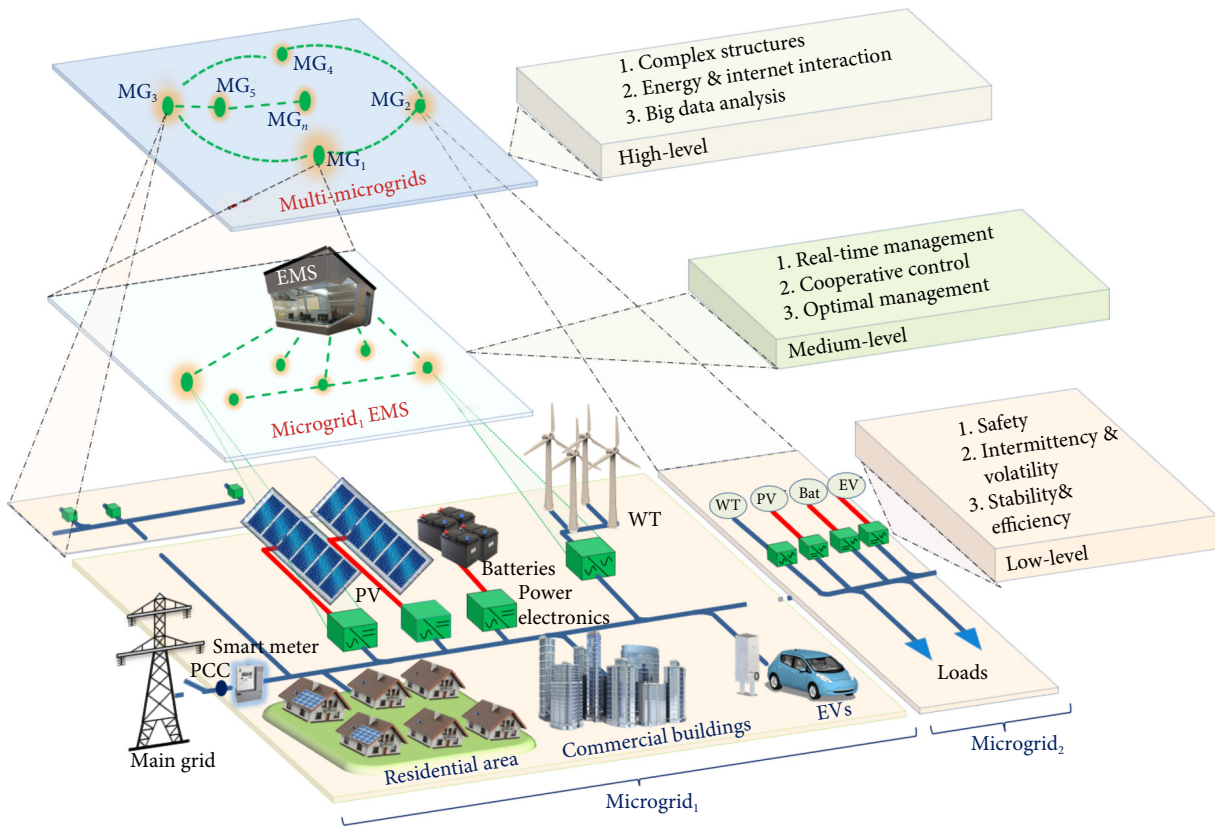 MG₄
MG₃
MG₅
MG₂
MGₙ
MG₁
Multi-microgrids
1. Complex structures
2. Energy & internet interaction
3. Big data analysis
High-level
EMS
Microgrid₁ EMS
1. Real-time management
2. Cooperative control
3. Optimal management
Medium-level
1. Safety
2. Intermittency &
volatility
3. Stability&
efficiency
Low-level
WT
PV
Bat
EV
WT
Batteries
PV
Power
electronics
Smart meter
PCC
Main grid
Residential area
Commercial buildings
EVs
Loads
Microgrid₂
Microgrid₁